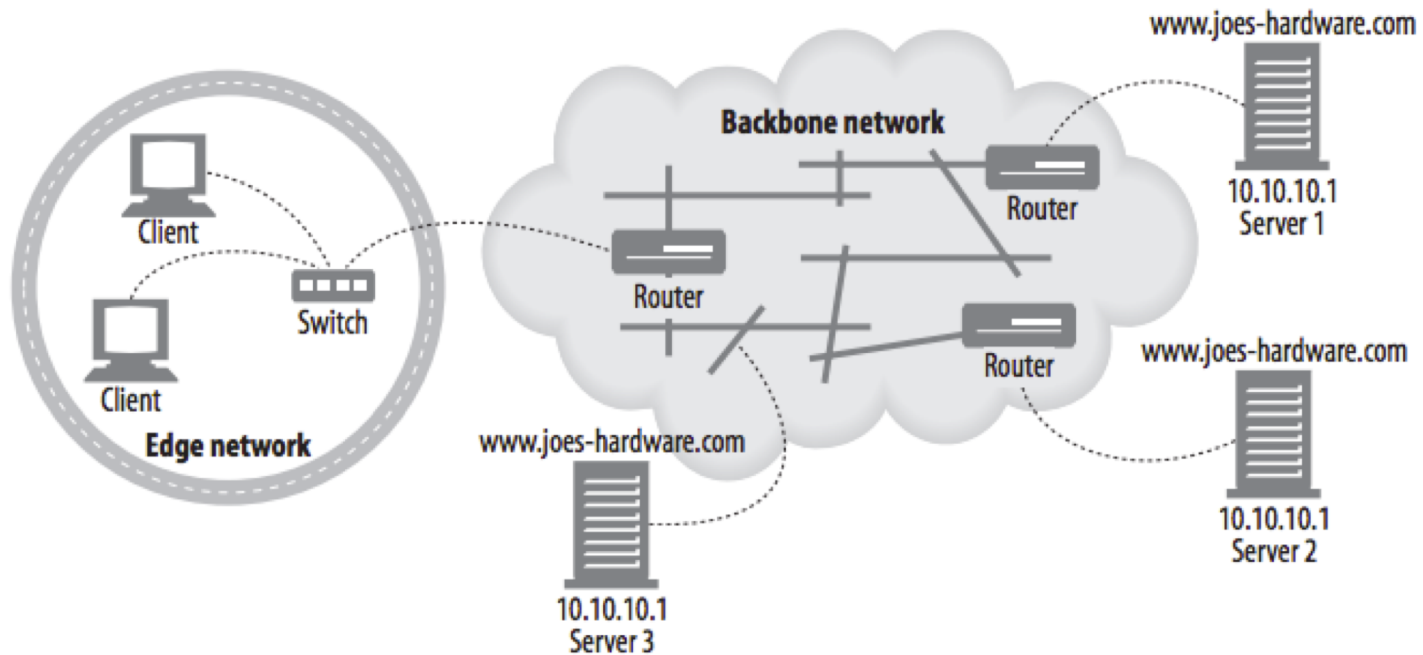 www.joes-hardware.com
10.10.10.1
Server 1
Backbone network
Router
Client
Router
Switch
Client
Edge network
Router
www.joes-hardware.com
10.10.10.1
Server 2
www.joes-hardware.com
10.10.10.1
Server 3